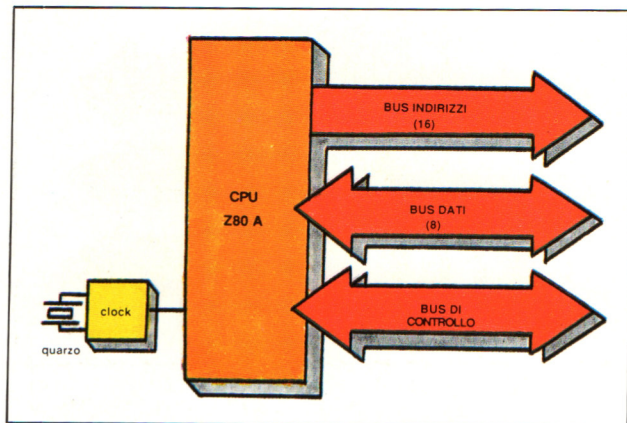 BUS INDIRIZZI
(16)
CPU
Z80 A
BUS DATI
(8)
clock
BUS DI
CONTROLLO
quarzo